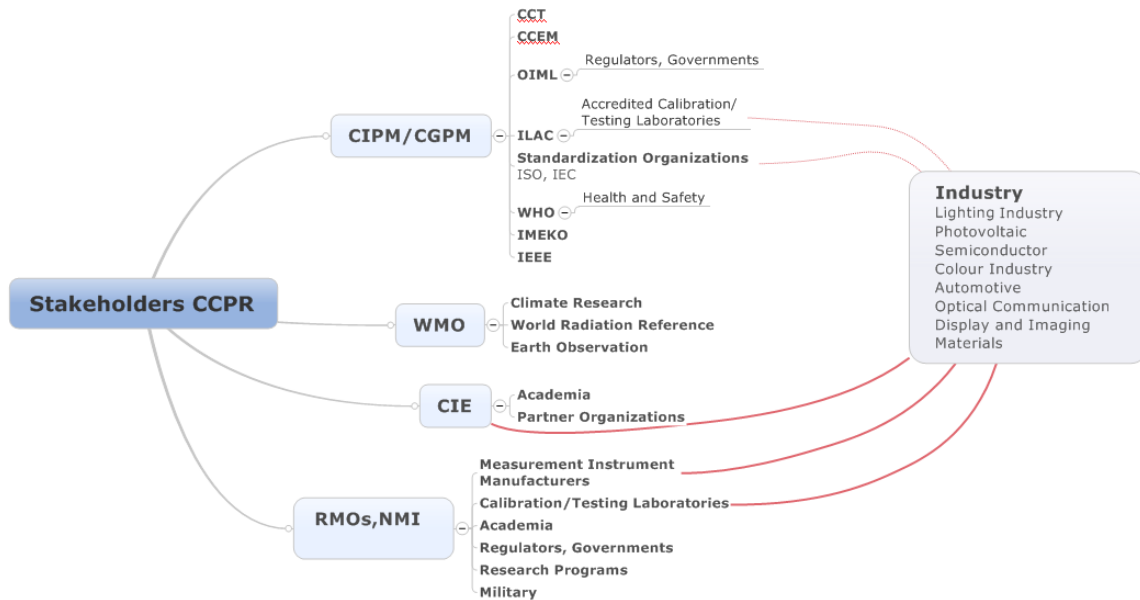 Stakeholders CCPR
CIPM/CGPM
CCT
CCEM
OIML
Regulators, Governments
ILAC
Accredited Calibration/
Testing Laboratories
Standardization Organizations
ISO, IEC
WHO
Health and Safety
IMEKO
IEEE
WMO
Climate Research
World Radiation Reference
Earth Observation
CIE
Academia
Partner Organizations
RMOs,NMI
Measurement Instrument
Manufacturers
Calibration/Testing Laboratories
Academia
Regulators, Governments
Research Programs
Military
Industry
Lighting Industry
Photovoltaic
Semiconductor
Colour Industry
Automotive
Optical Communication
Display and Imaging
Materials